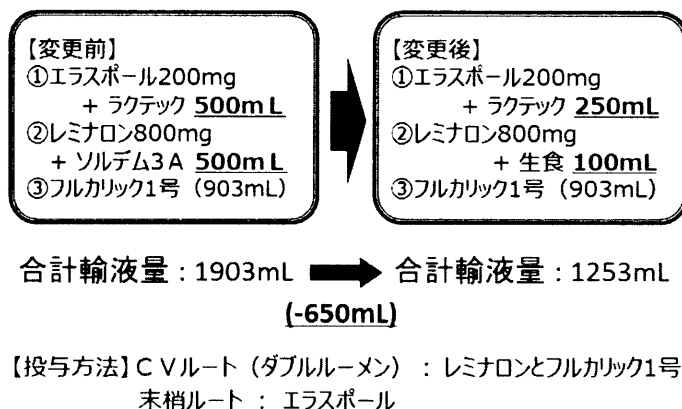 【変更前】
①エラスポール200mg
+ ラクテック 500mL
②レミナロン800mg
+ ソルデム3A 500mL
③フルカリック1号（903mL）
【変更後】
①エラスポール200mg
+ ラクテック 250mL
②レミナロン800mg
+ 生食 100mL
③フルカリック1号（903mL）
合計輸液量：1903mL
合計輸液量：1253mL
(-650mL)
【投与方法】ＣＶルート（ダブルルーメン）：レミナロンとフルカリック1号
末梢ルート：エラスポール